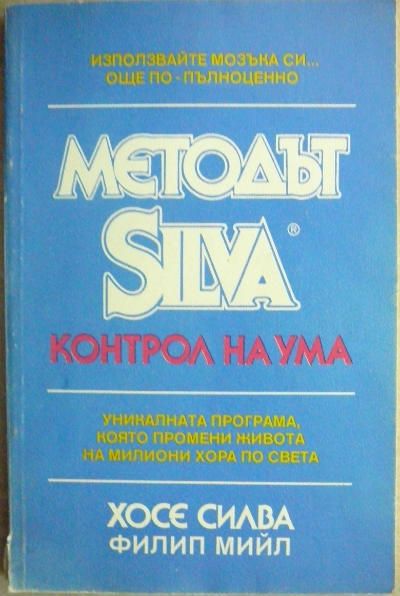 ИЗПОЛЗВАЙТЕ МОЗЪКА СИ...
ОЩЕ ПО - ПЪЛНОЦЕННО
МЕТОДЪТ
SILVA®
КОНТРОЛ НА УМА
УНИКАЛНАТА ПРОГРАМА,
КОЯТО ПРОМЕНИ ЖИВОТА
НА МИЛИОНИ ХОРА ПО СВЕТА
ХОСЕ СИЛВА
ФИЛИП МИЙЛ